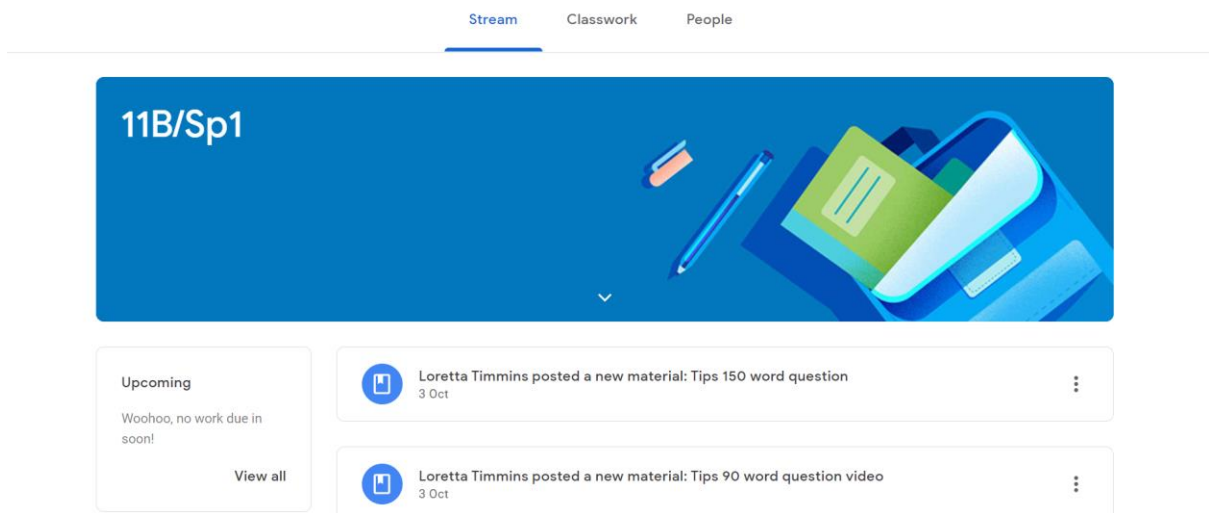 Stream Classwork People
11B/Sp1
Upcoming
Woohoo, no work due in
soon!
View all
Loretta Timmins posted a new material: Tips 150 word question
3 Oct
Loretta Timmins posted a new material: Tips 90 word question video
3 Oct